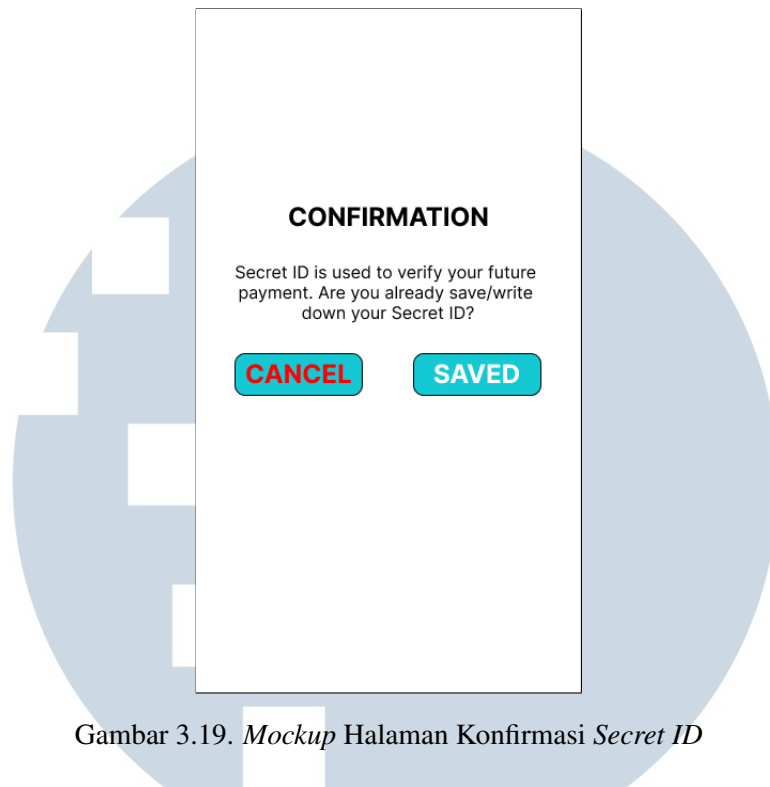 CONFIRMATION
Secret ID is used to verify your future
payment. Are you already save/write
down your Secret ID?
CANCEL
SAVED
Gambar 3.19. Mockup Halaman Konfirmasi Secret ID